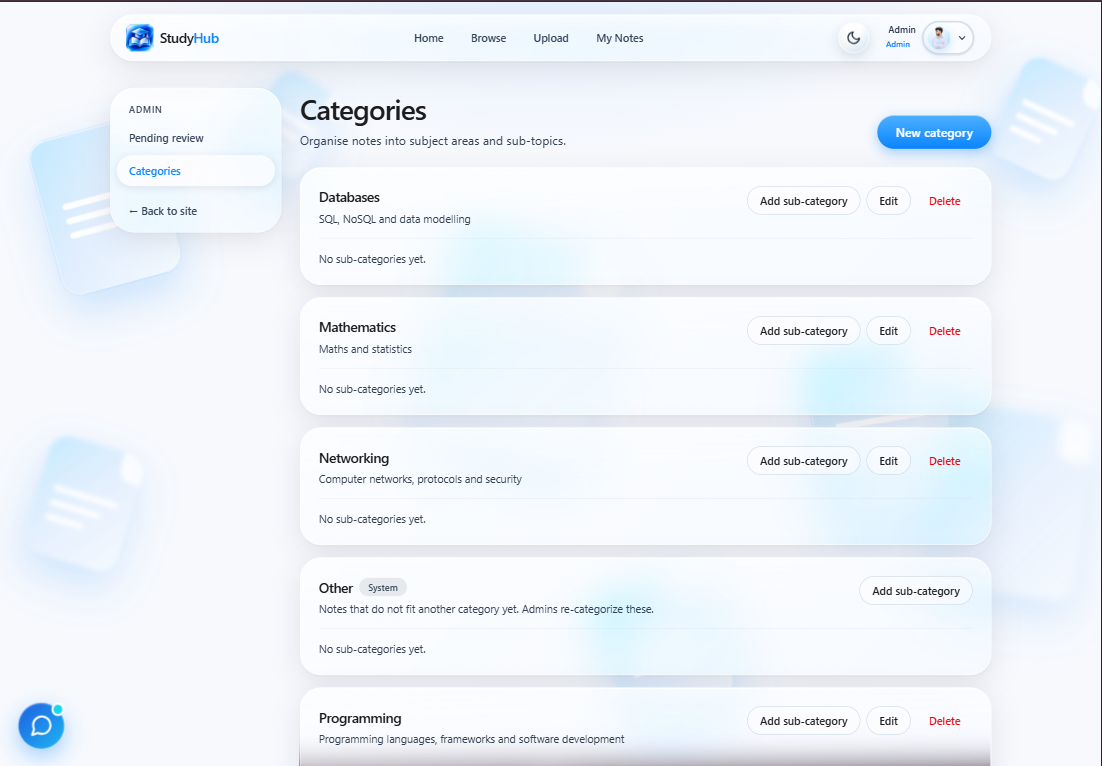 StudyHub
Home Browse Upload My Notes
Admin
Admin
ADMIN
Pending review
Categories
← Back to site
Categories
Organise notes into subject areas and sub-topics.
New category
Databases
SQL, NoSQL and data modelling
Add sub-category Edit Delete
No sub-categories yet.
Mathematics
Maths and statistics
Add sub-category Edit Delete
No sub-categories yet.
Networking
Computer networks, protocols and security
Add sub-category Edit Delete
No sub-categories yet.
Other System
Notes that do not fit another category yet. Admins re-categorize these.
Add sub-category
No sub-categories yet.
Programming
Programming languages, frameworks and software development
Add sub-category Edit Delete